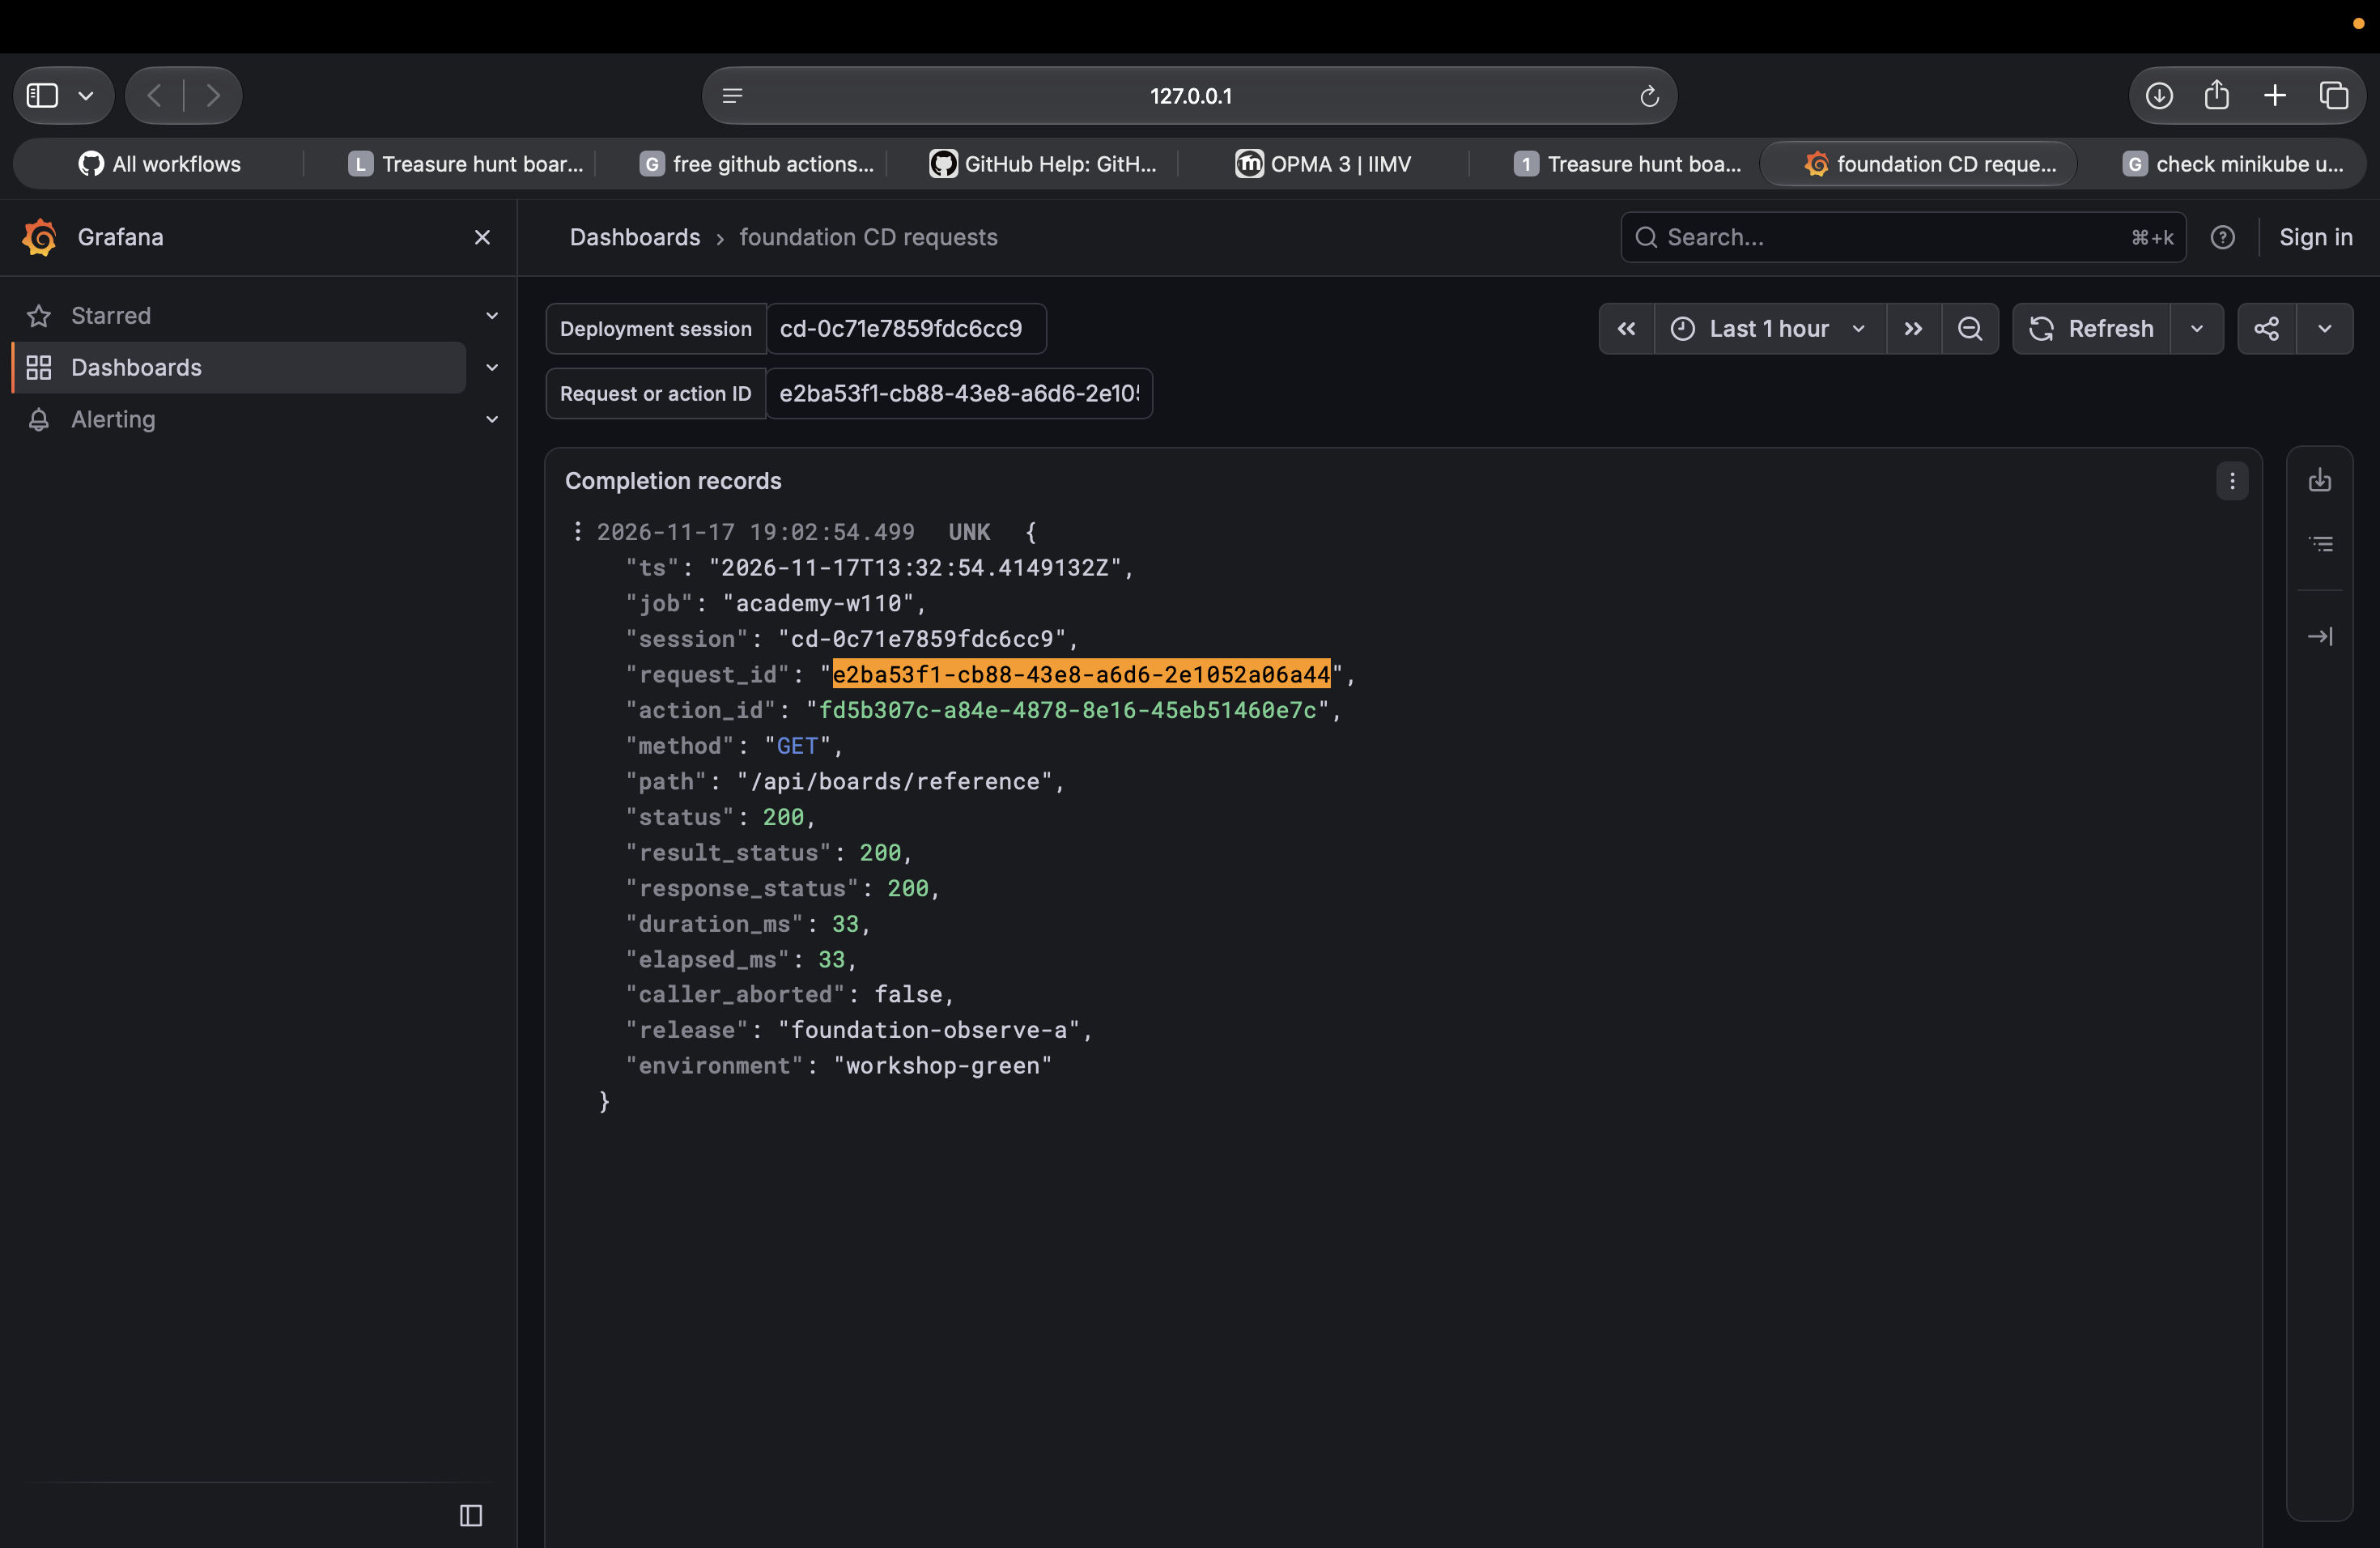 127.0.0.1
All workflows
L Treasure hunt boar...
G free github actions...
GitHub Help: GitH...
m OPMA 3 | IIMV
1 Treasure hunt boa...
foundation CD reque...
G check minikube u...
Grafana
Dashboards › foundation CD requests
Search... ⌘+k
Sign in
Starred
Dashboards
Alerting
Deployment session cd-0c71e7859fdc6cc9
Last 1 hour
Refresh
Request or action ID e2ba53f1-cb88-43e8-a6d6-2e105
Completion records
2026-11-17 19:02:54.499 UNK {
"ts": "2026-11-17T13:32:54.4149132Z",
"job": "academy-w110",
"session": "cd-0c71e7859fdc6cc9",
"request_id": "e2ba53f1-cb88-43e8-a6d6-2e1052a06a44",
"action_id": "fd5b307c-a84e-4878-8e16-45eb51460e7c",
"method": "GET",
"path": "/api/boards/reference",
"status": 200,
"result_status": 200,
"response_status": 200,
"duration_ms": 33,
"elapsed_ms": 33,
"caller_aborted": false,
"release": "foundation-observe-a",
"environment": "workshop-green"
}